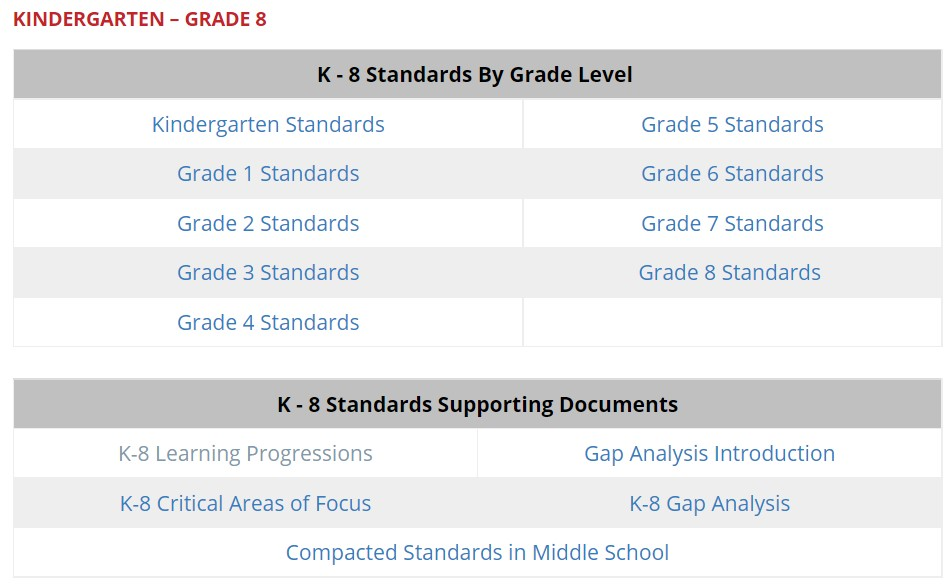 KINDERGARTEN – GRADE 8
K - 8 Standards By Grade Level
Kindergarten Standards Grade 5 Standards
Grade 1 Standards Grade 6 Standards
Grade 2 Standards Grade 7 Standards
Grade 3 Standards Grade 8 Standards
Grade 4 Standards
K - 8 Standards Supporting Documents
K-8 Learning Progressions Gap Analysis Introduction
K-8 Critical Areas of Focus K-8 Gap Analysis
Compacted Standards in Middle School